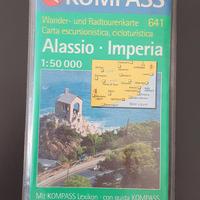 KOMPASS
Wander- und Radtourenkarte 641
Carta escursionistica, cicloturistica
Alassio · Imperia
1:50 000
Mit KOMPASS Lexikon · con guida KOMPASS